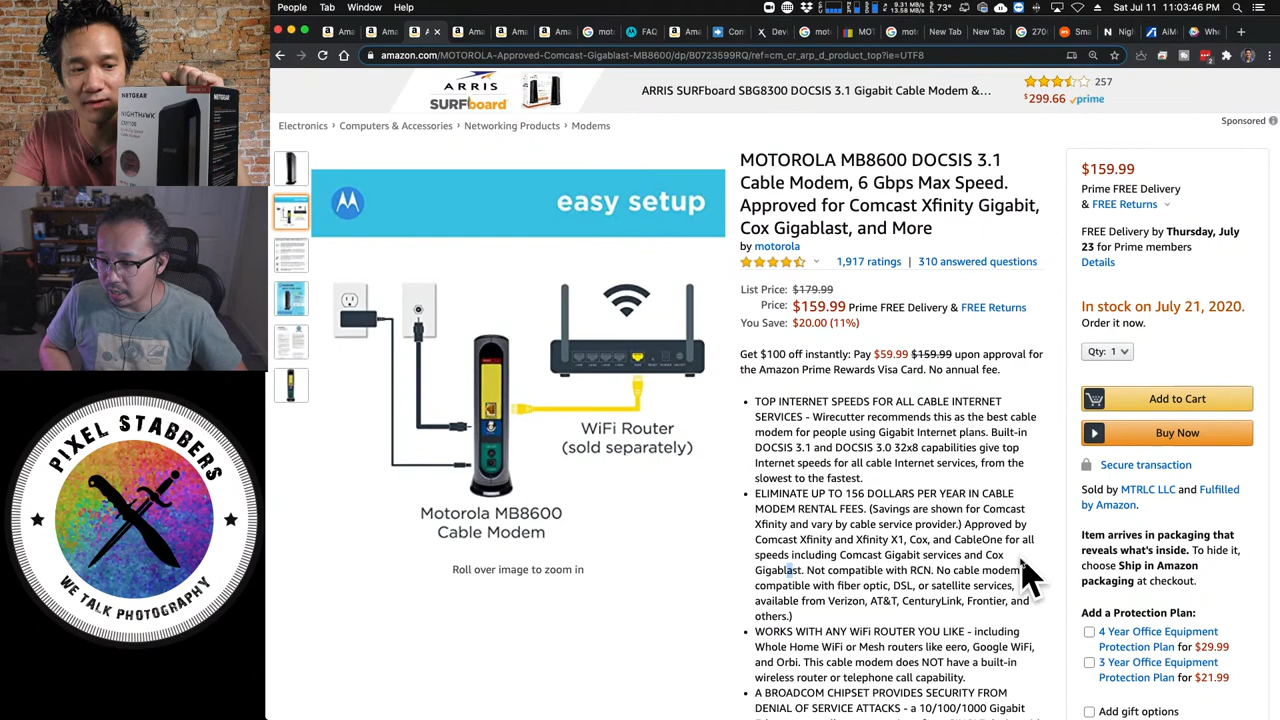 People Tab Window Help
9.31 MB/s
1.58 MB/s
73°
Sat Jul 11 11:03:46 PM
amazon.com/MOTOROLA-Approved-Comcast-Gigablast-MB8600/dp/B0723599RQ/ref=cm_cr_arp_d_product_top?ie=UTF8
ARRIS
SURFboard
ARRIS SURFboard SBG8300 DOCSIS 3.1 Gigabit Cable Modem &...
257
$299.66 prime
Electronics › Computers & Accessories › Networking Products › Modems
Sponsored
NETGEAR
NETGEAR
NIGHTHAWK
easy setup
WiFi Router
(sold separately)
Motorola MB8600
Cable Modem
Roll over image to zoom in
MOTOROLA MB8600 DOCSIS 3.1
Cable Modem, 6 Gbps Max Speed.
Approved for Comcast Xfinity Gigabit,
Cox Gigablast, and More
by motorola
1,917 ratings | 310 answered questions
List Price: $179.99
Price: $159.99 Prime FREE Delivery & FREE Returns
You Save: $20.00 (11%)
Get $100 off instantly: Pay $59.99 $159.99 upon approval for
the Amazon Prime Rewards Visa Card. No annual fee.
• TOP INTERNET SPEEDS FOR ALL CABLE INTERNET
SERVICES - Wirecutter recommends this as the best cable
modem for people using Gigabit Internet plans. Built-in
DOCSIS 3.1 and DOCSIS 3.0 32x8 capabilities give top
Internet speeds for all cable Internet services, from the
slowest to the fastest.
• ELIMINATE UP TO 156 DOLLARS PER YEAR IN CABLE
MODEM RENTAL FEES. (Savings are shown for Comcast
Xfinity and vary by cable service provider.) Approved by
Comcast Xfinity and Xfinity X1, Cox, and CableOne for all
speeds including Comcast Gigabit services and Cox
Gigablast. Not compatible with RCN. No cable modem
compatible with fiber optic, DSL, or satellite services,
available from Verizon, AT&T, CenturyLink, Frontier, and
others.)
• WORKS WITH ANY WiFi ROUTER YOU LIKE - including
Whole Home WiFi or Mesh routers like eero, Google WiFi,
and Orbi. This cable modem does NOT have a built-in
wireless router or telephone call capability.
• A BROADCOM CHIPSET PROVIDES SECURITY FROM
DENIAL OF SERVICE ATTACKS - a 10/100/1000 Gigabit
$159.99
Prime FREE Delivery
& FREE Returns
FREE Delivery by Thursday, July
23 for Prime members
Details
In stock on July 21, 2020.
Order it now.
Qty: 1
Add to Cart
Buy Now
Secure transaction
Sold by MTRLC LLC and Fulfilled
by Amazon.
Item arrives in packaging that
reveals what's inside. To hide it,
choose Ship in Amazon
packaging at checkout.
Add a Protection Plan:
4 Year Office Equipment
Protection Plan for $29.99
3 Year Office Equipment
Protection Plan for $21.99
Add gift options
PIXEL STABBERS
WE TALK PHOTOGRAPHY